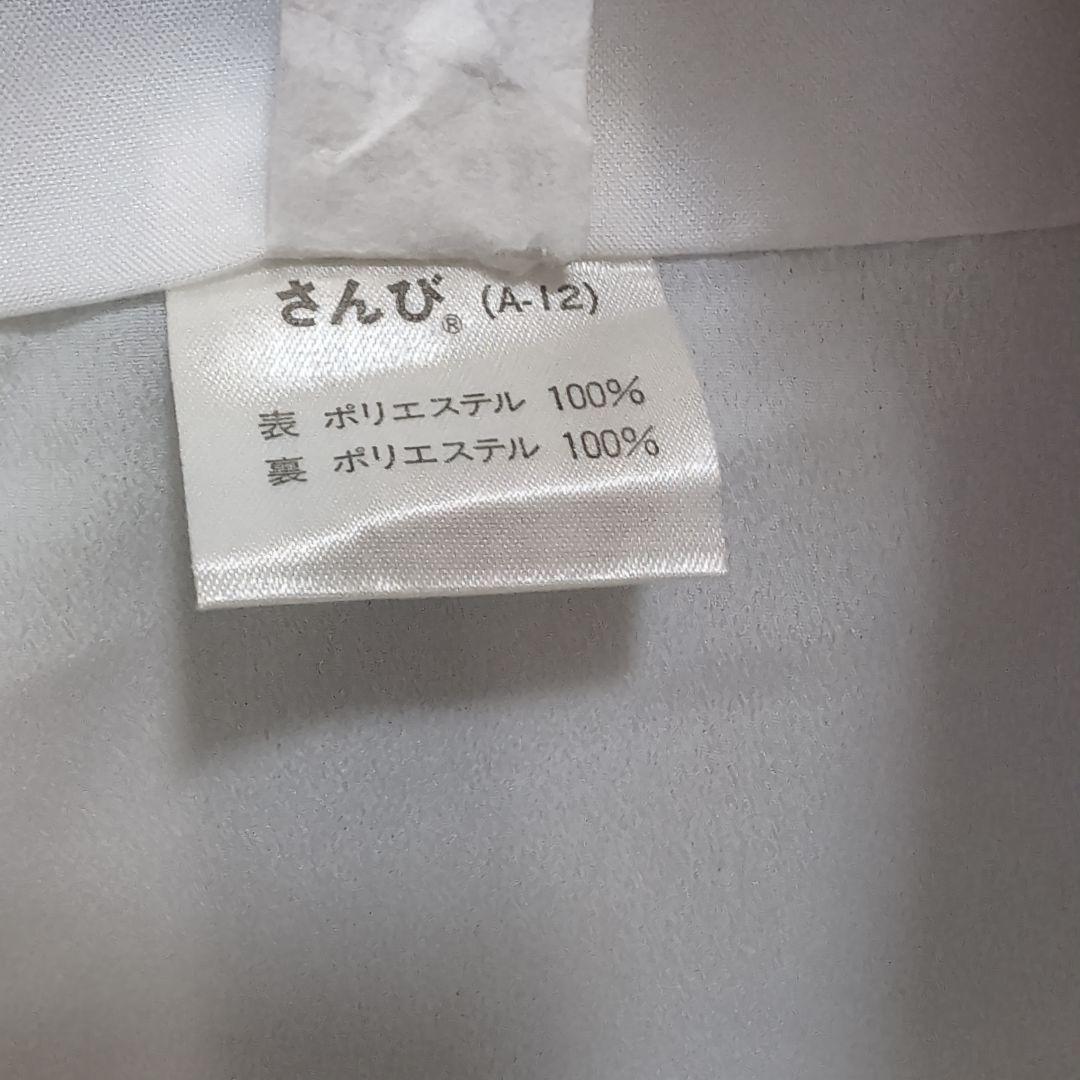 さんび® (A-12)
表 ポリエステル 100%
裏 ポリエステル 100%